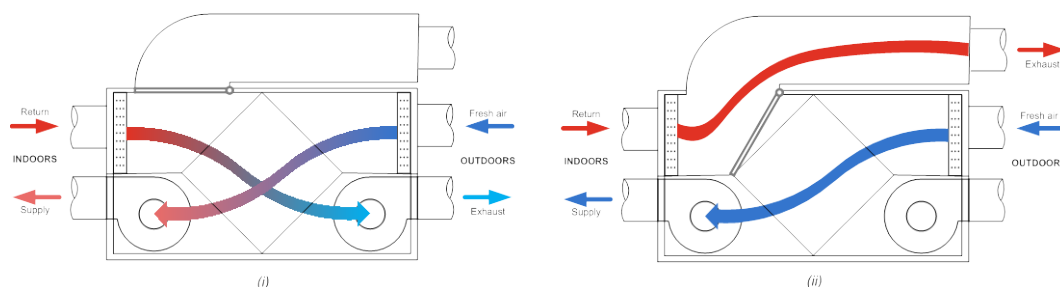 Return
INDOORS
Supply
Fresh air
OUTDOORS
Exhaust
(i)
Return
INDOORS
Supply
Exhaust
Fresh air
OUTDOOR
(ii)